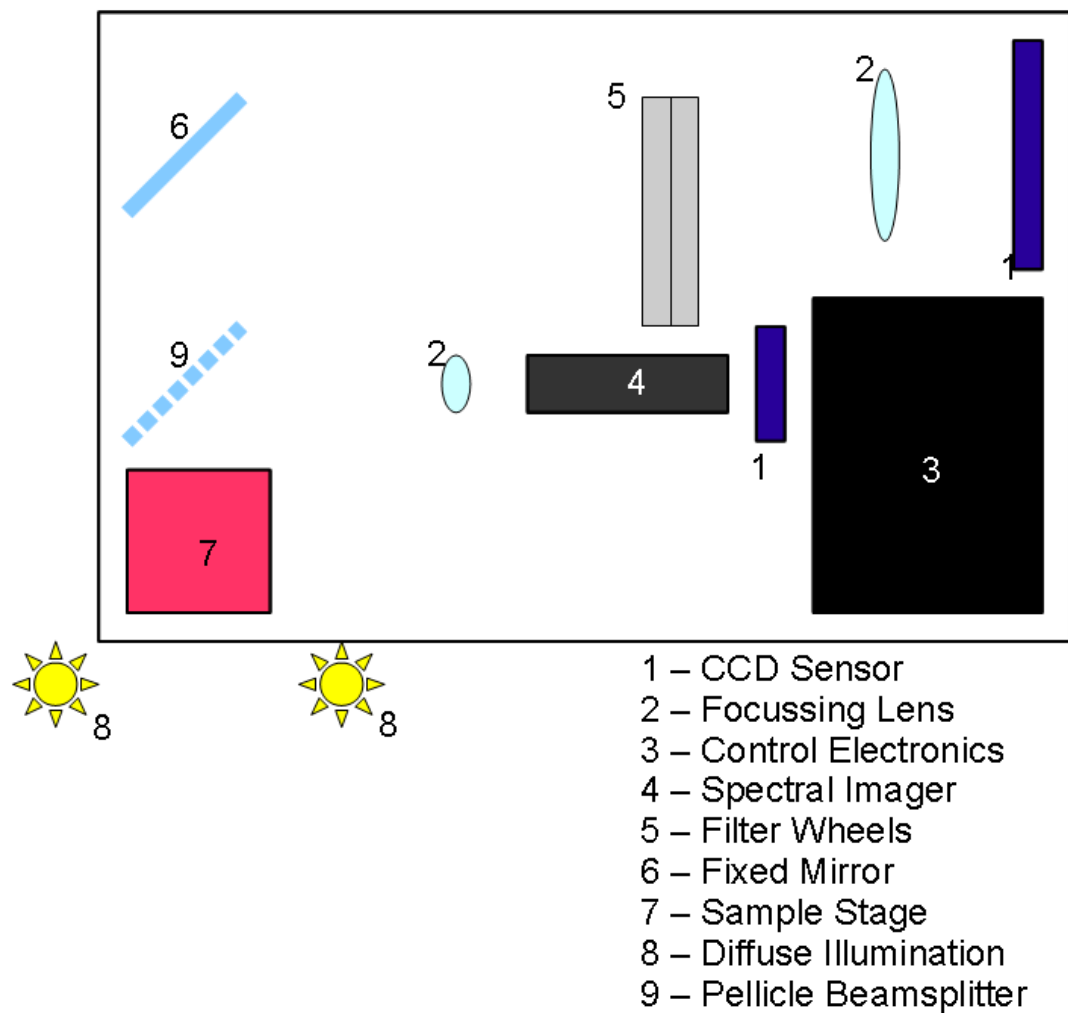 2
5
6
1
9
2
4
1
3
7
8
8
1 – CCD Sensor
2 – Focussing Lens
3 – Control Electronics
4 – Spectral Imager
5 – Filter Wheels
6 – Fixed Mirror
7 – Sample Stage
8 – Diffuse Illumination
9 – Pellicle Beamsplitter